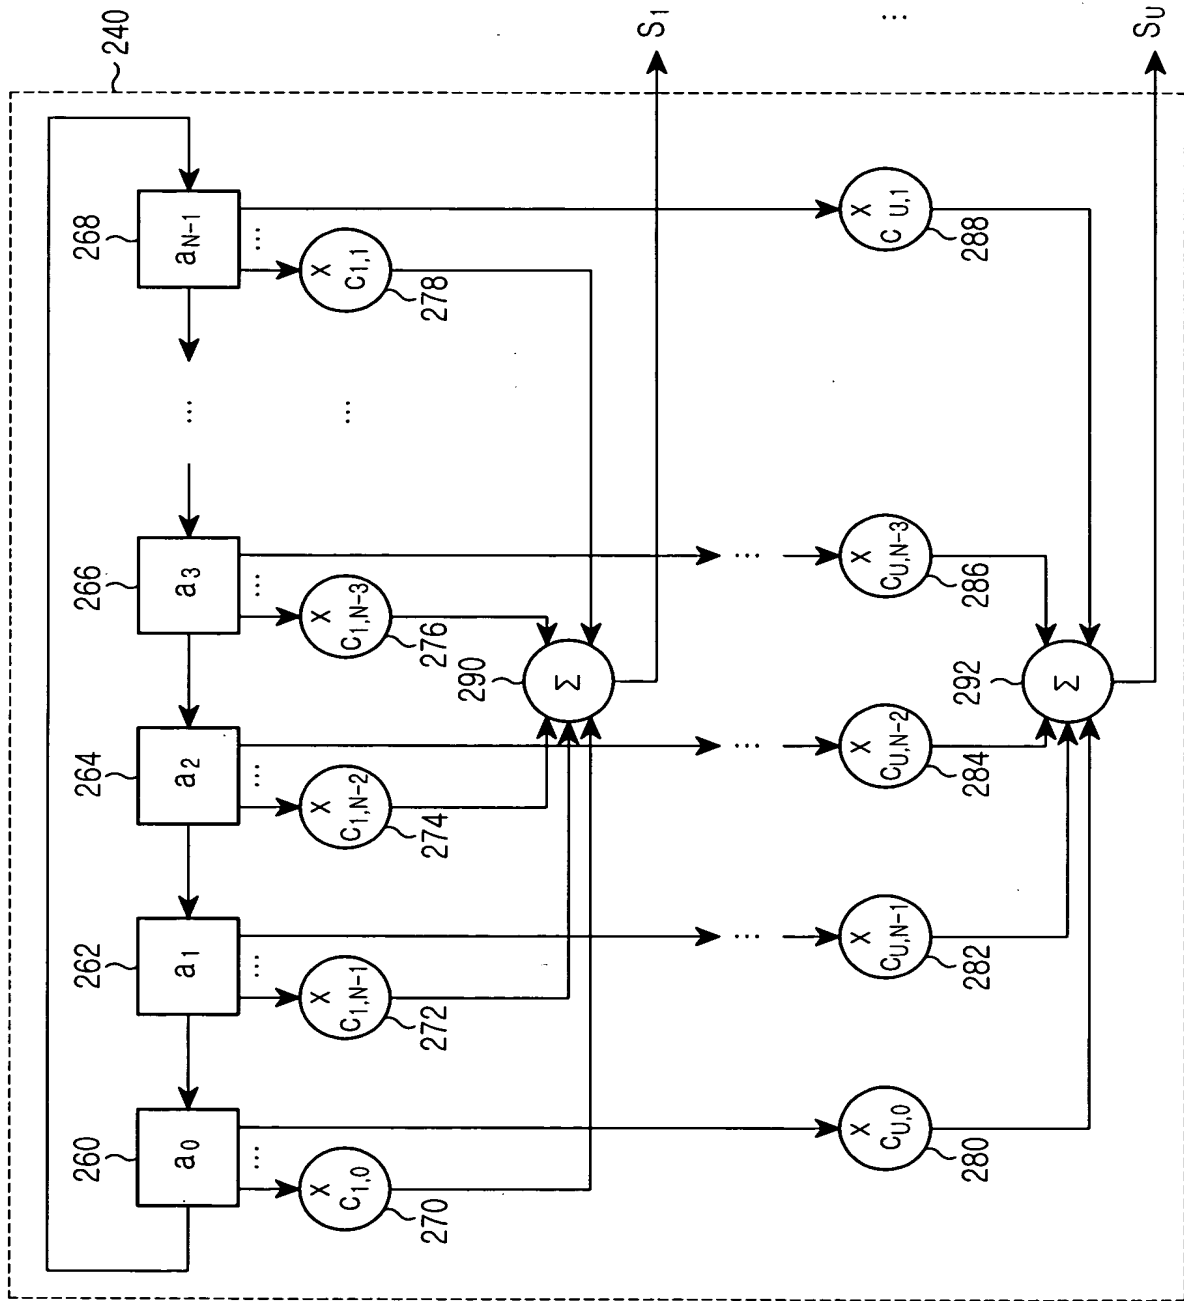 240
260
262
264
266
268
a0
a1
a2
a3
...
aN-1
...
...
...
...
...
X
C1,0
X
C1,N-1
X
C1,N-2
X
C1,N-3
...
X
C1,1
270
272
274
276
278
290
Σ
S1
...
...
...
...
X
CU,0
X
CU,N-1
X
CU,N-2
X
CU,N-3
X
C U,1
280
282
284
286
288
292
Σ
SU